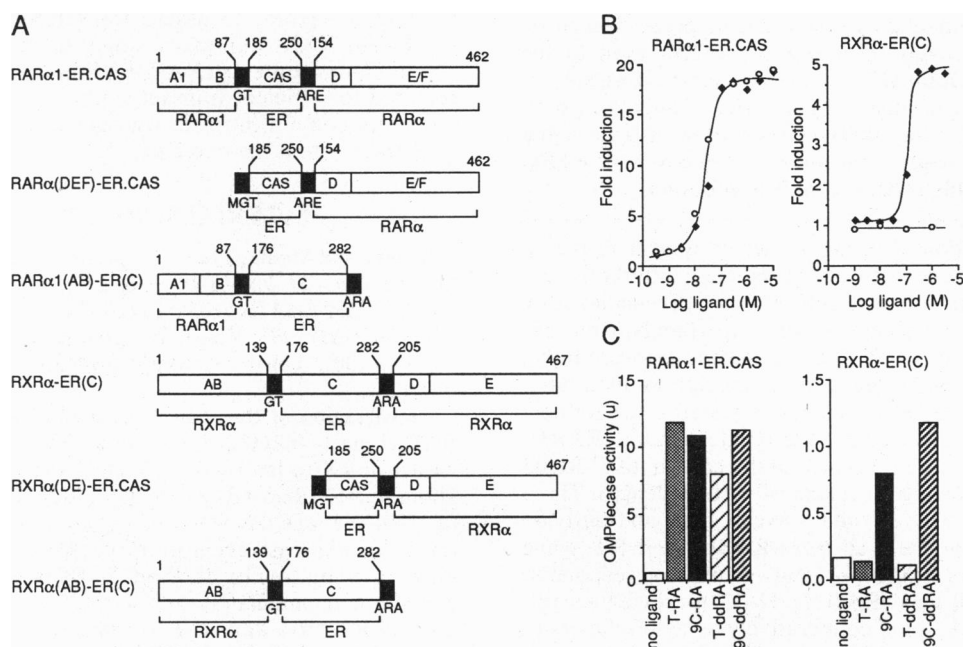 A
1
87
185
250
154
462
RARα1-ER.CAS
A1
B
CAS
D
E/F
GT
ARE
RARα1
ER
RARα
185
250
154
462
RARα(DEF)-ER.CAS
CAS
D
E/F
MGT
ARE
ER
RARα
1
87
176
282
RARα1(AB)-ER(C)
A1
B
C
GT
ARA
RARα1
ER
1
139
176
282
205
467
RXRα-ER(C)
AB
C
D
E
GT
ARA
RXRα
ER
RXRα
185
250
205
467
RXRα(DE)-ER.CAS
CAS
D
E
MGT
ARA
ER
RXRα
1
139
176
282
RXRα(AB)-ER(C)
AB
C
GT
ARA
RXRα
ER
B
RARα1-ER.CAS
Fold induction
20
15
10
5
0
-10
-9
-8
-7
-6
-5
Log ligand (M)
RXRα-ER(C)
Fold induction
5
4
3
2
1
0
-10
-9
-8
-7
-6
-5
Log ligand (M)
C
RARα1-ER.CAS
OMPdecase activity (u)
15
10
5
0
no ligand
T-RA
9C-RA
T-ddRA
9C-ddRA
RXRα-ER(C)
1.5
1.0
0.5
0.0
no ligand
T-RA
9C-RA
T-ddRA
9C-ddRA